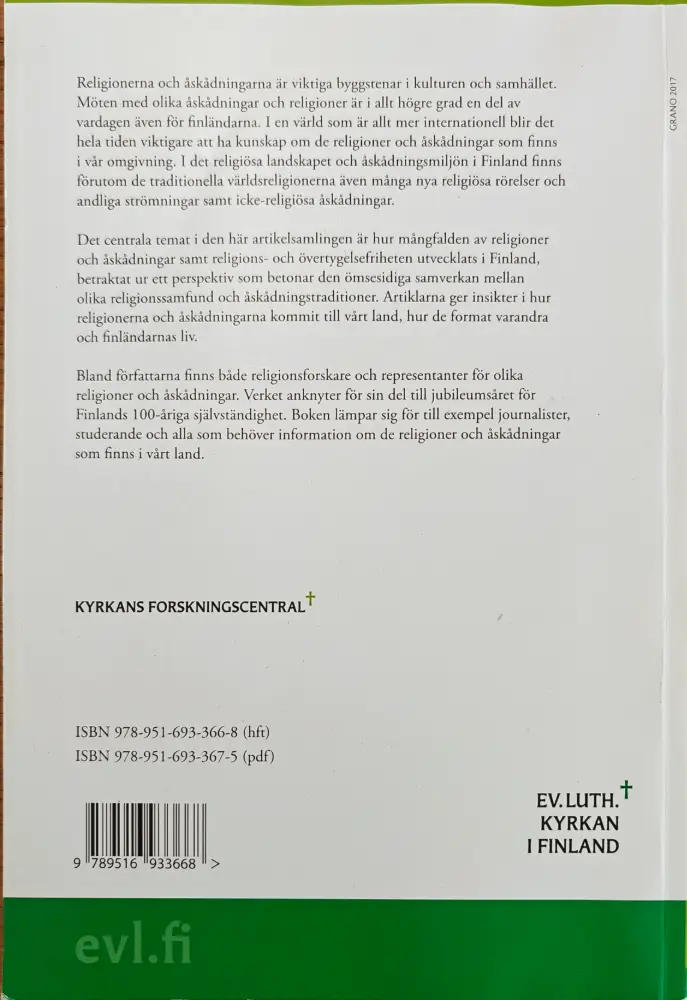 Religionerna och åskådningarna är viktiga byggstenar i kulturen och samhället.
Möten med olika åskådningar och religioner är i allt högre grad en del av
vardagen även för finländarna. I en värld som är allt mer internationell blir det
hela tiden viktigare att ha kunskap om de religioner och åskådningar som finns
i vår omgivning. I det religiösa landskapet och åskådningsmiljön i Finland finns
förutom de traditionella världsreligionerna även många nya religiösa rörelser och
andliga strömningar samt icke-religiösa åskådningar.
Det centrala temat i den här artikelsamlingen är hur mångfalden av religioner
och åskådningar samt religions- och övertygelsefriheten utvecklats i Finland,
betraktat ur ett perspektiv som betonar den ömsesidiga samverkan mellan
olika religionssamfund och åskådningstraditioner. Artiklarna ger insikter i hur
religionerna och åskådningarna kommit till vårt land, hur de format varandra
och finländarnas liv.
Bland författarna finns både religionsforskare och representanter för olika
religioner och åskådningar. Verket anknyter för sin del till jubileumsåret för
Finlands 100-åriga självständighet. Boken lämpar sig för till exempel journalister,
studerande och alla som behöver information om de religioner och åskådningar
som finns i vårt land.
KYRKANS FORSKNINGSCENTRAL
ISBN 978-951-693-366-8 (hft)
ISBN 978-951-693-367-5 (pdf)
9 789516 933668 >
EV.LUTH.
KYRKAN
I FINLAND
evl.fi
GRANO 2017